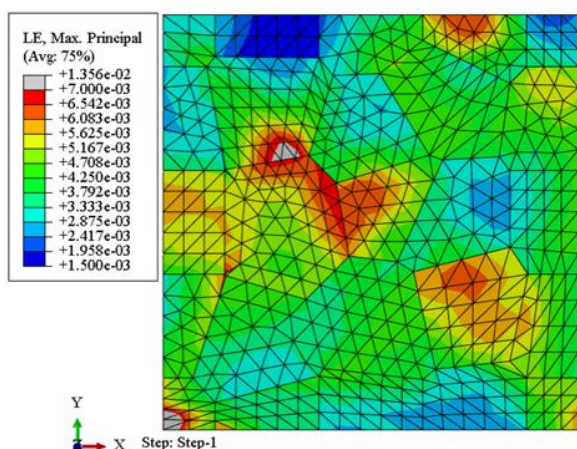 LE, Max. Principal
(Avg: 75%)
+1.356e-02
+7.000e-03
+6.542e-03
+6.083e-03
+5.625e-03
+5.167e-03
+4.708e-03
+4.250e-03
+3.792e-03
+3.333e-03
+2.875e-03
+2.417e-03
+1.958e-03
+1.500e-03
Y
Z X Step: Step-1